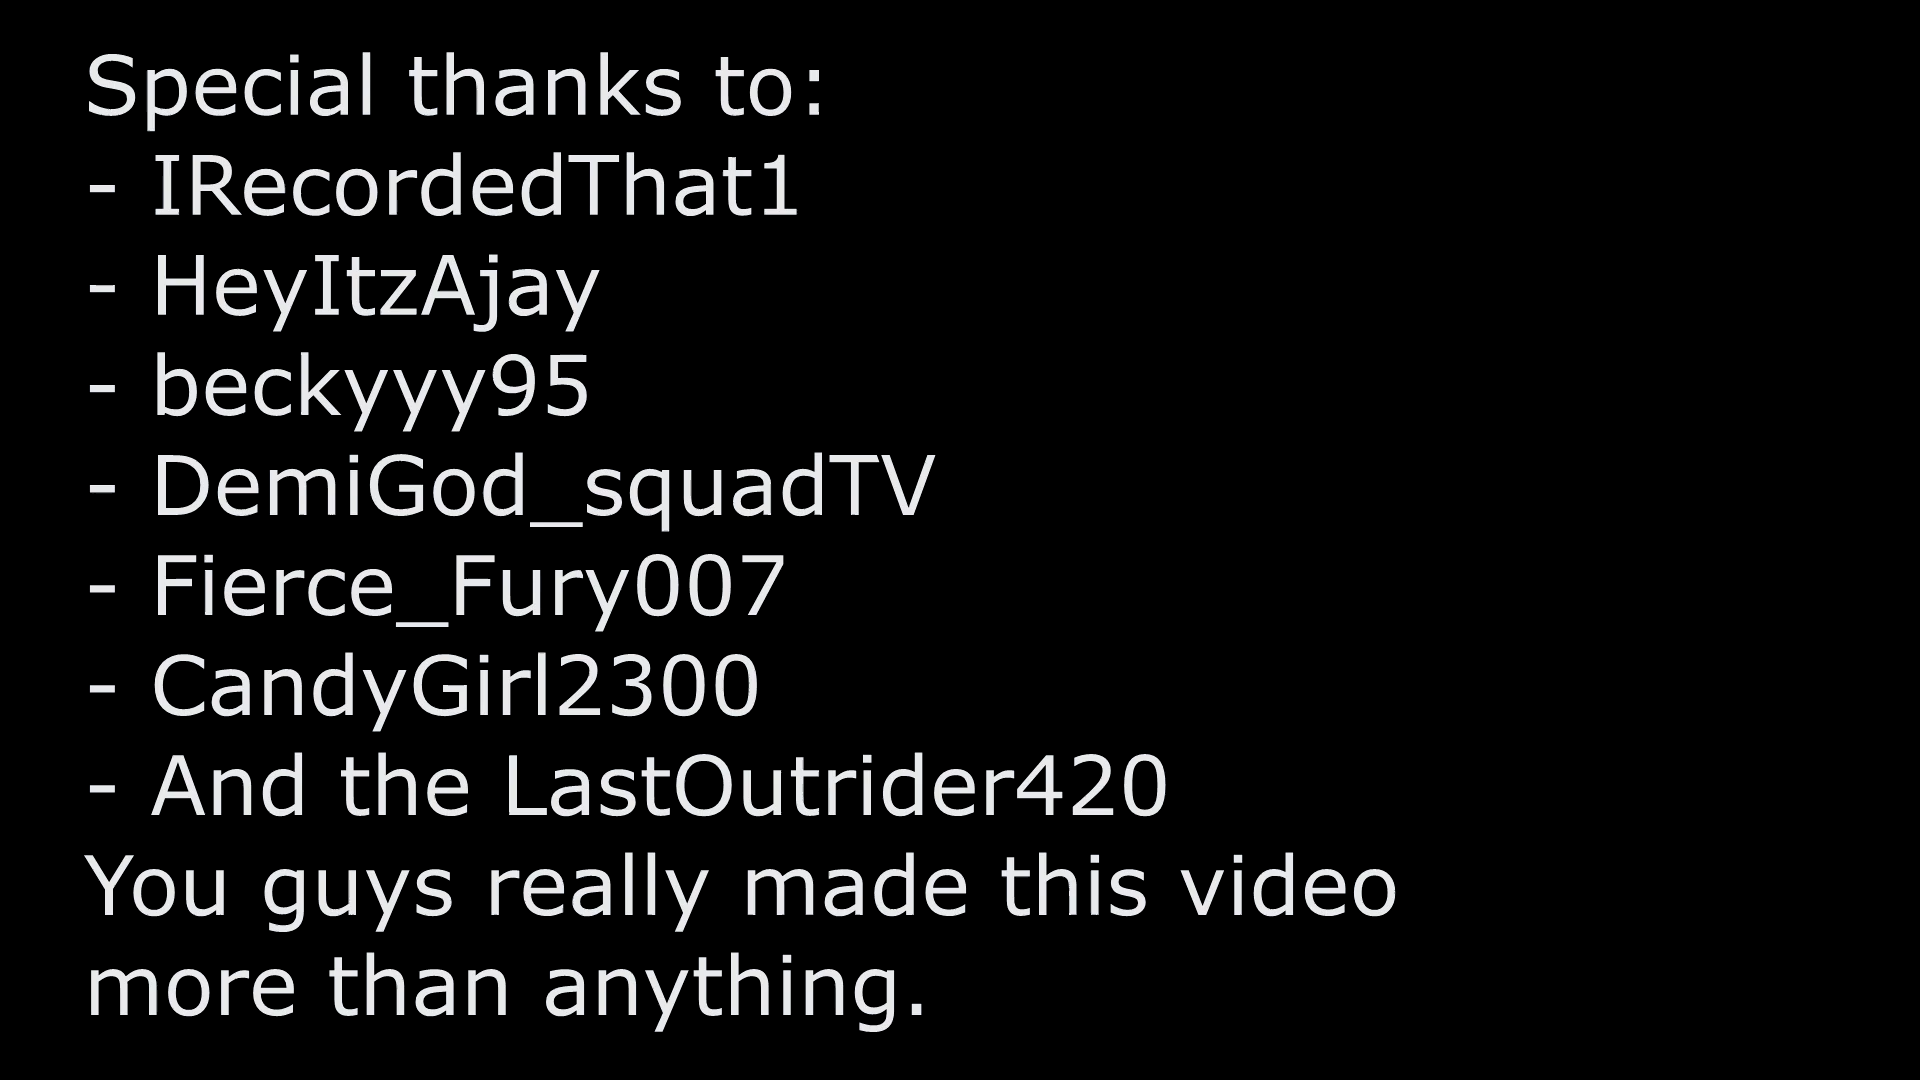 Special thanks to:
- IRecordedThat1
- HeyItzAjay
- beckyyy95
- DemiGod_squadTV
- Fierce_Fury007
- CandyGirl2300
- And the LastOutrider420
You guys really made this video
more than anything.